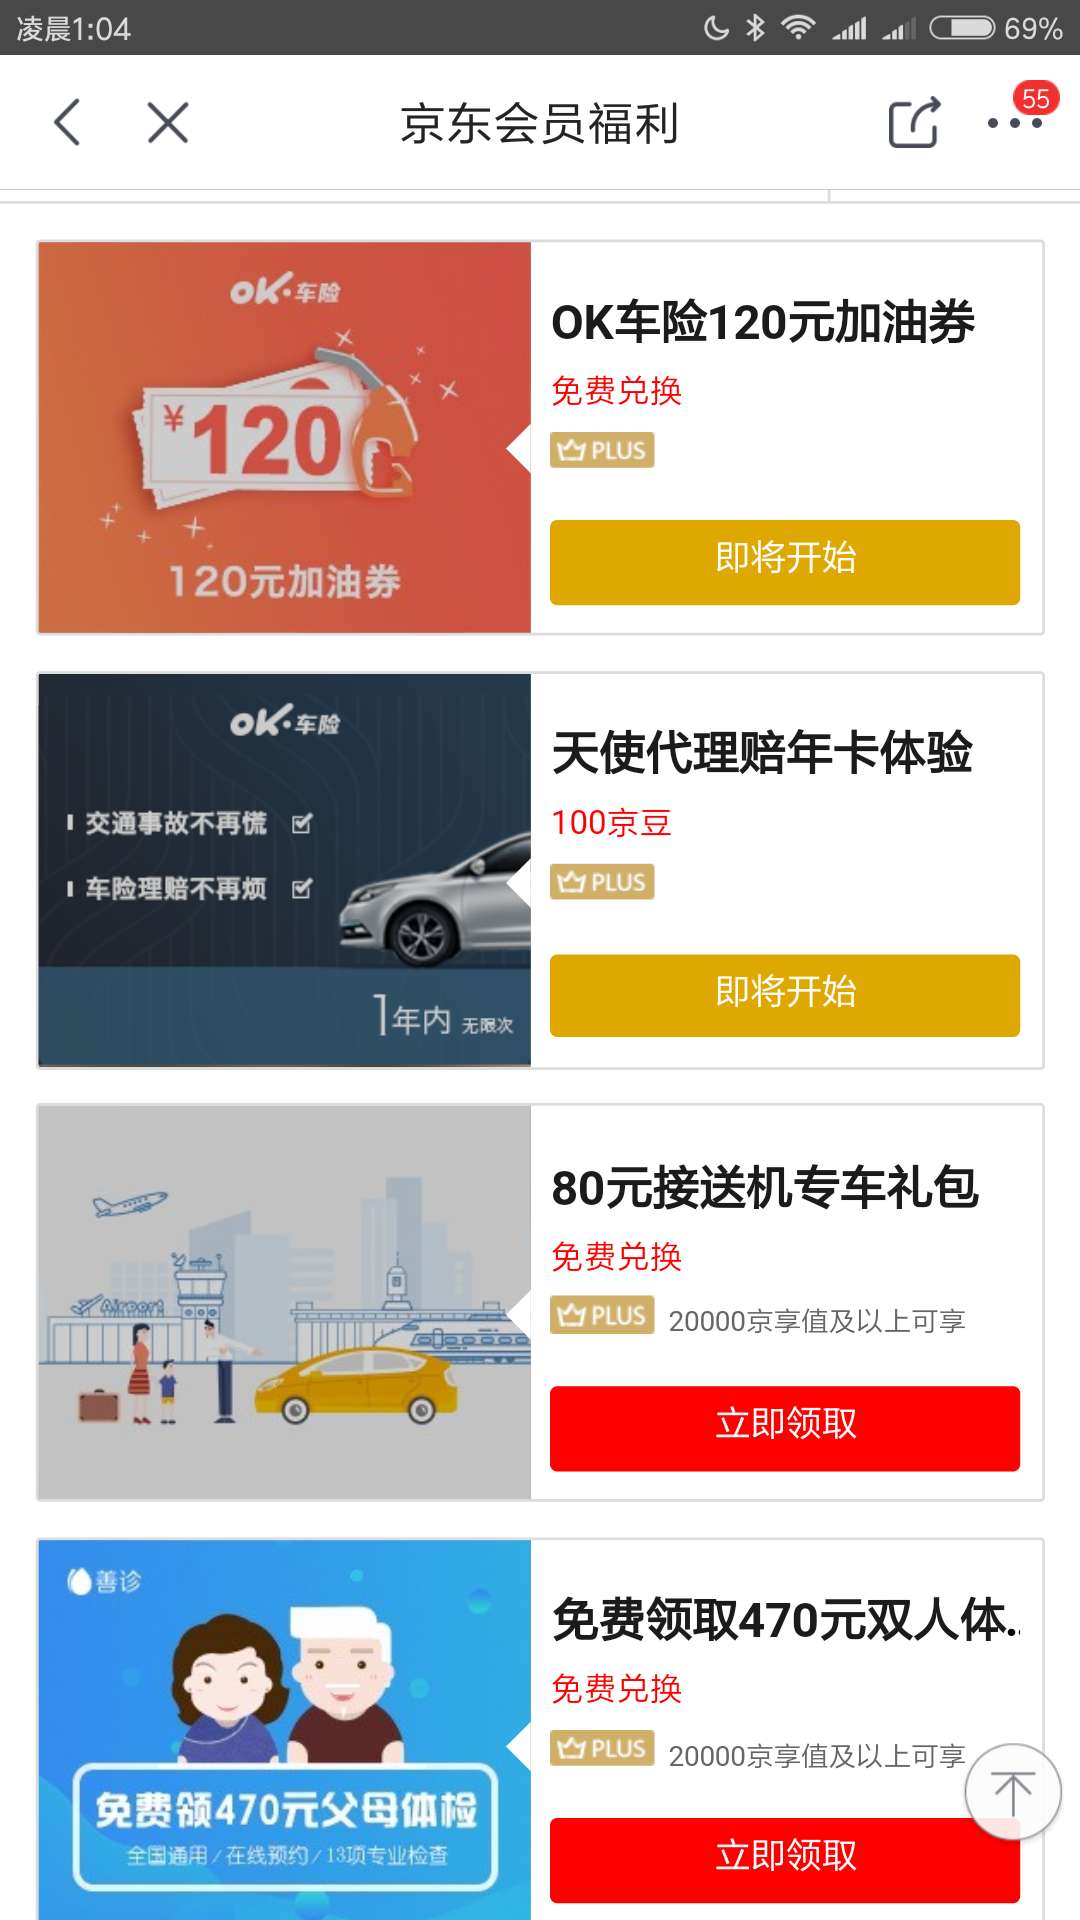 凌晨1:04
69%
京东会员福利
55
OK·车险
¥120
120元加油券
OK车险120元加油券
免费兑换
PLUS
即将开始
OK·车险
交通事故不再慌
车险理赔不再烦
1年内 无限次
天使代理赔年卡体验
100京豆
PLUS
即将开始
Airport
80元接送机专车礼包
免费兑换
PLUS 20000京享值及以上可享
立即领取
善诊
免费领470元父母体检
全国通用/在线预约/13项专业检查
免费领取470元双人体..
免费兑换
PLUS 20000京享值及以上可享
立即领取